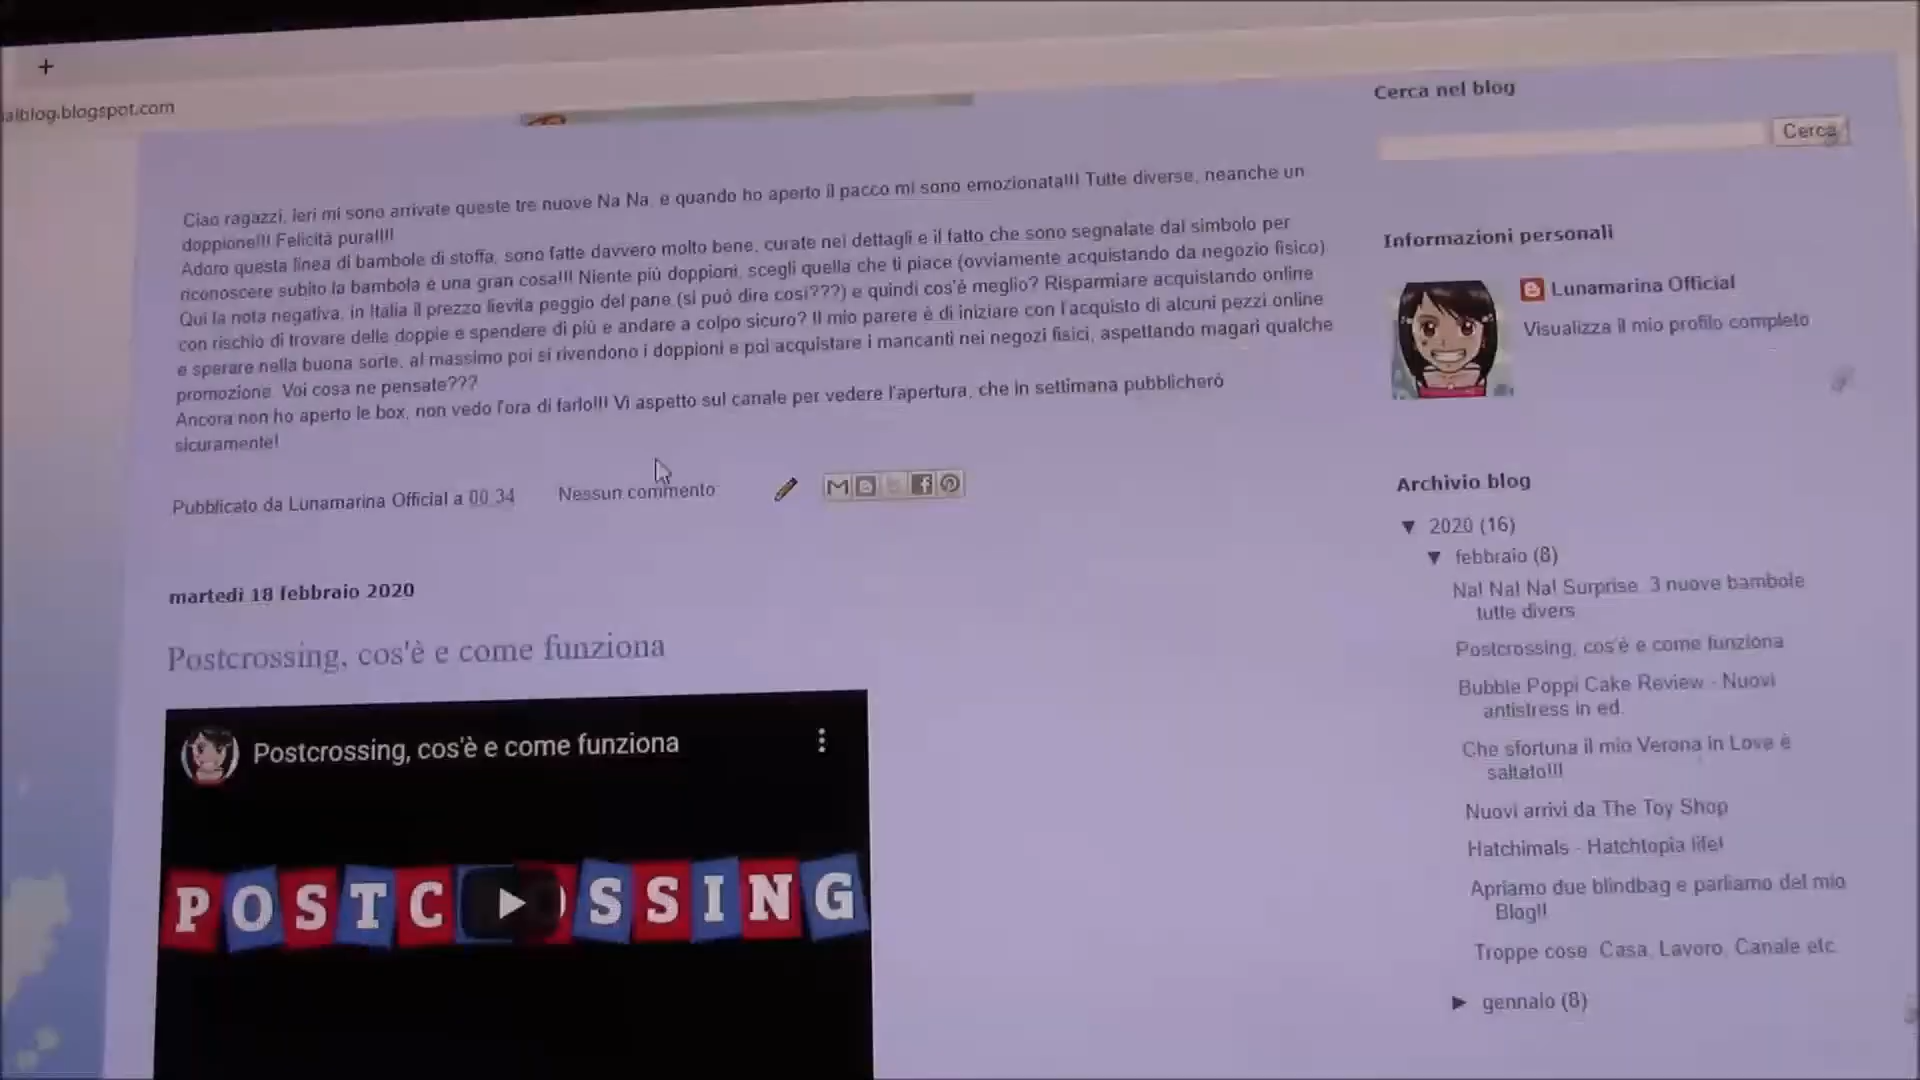 +
alblog.blogspot.com
Ciao ragazzi, ieri mi sono arrivate queste tre nuove Na Na, e quando ho aperto il pacco mi sono emozionata!!! Tutte diverse, neanche un
doppione!!! Felicità pura!!!!
Adoro questa linea di bambole di stoffa, sono fatte davvero molto bene, curate nei dettagli e il fatto che sono segnalate dal simbolo per
riconoscere subito la bambola è una gran cosa!!! Niente più doppioni, scegli quella che ti piace (ovviamente acquistando da negozio fisico)
Qui la nota negativa, in Italia il prezzo lievita peggio del pane (si può dire così???) e quindi cos'è meglio? Risparmiare acquistando online
con rischio di trovare delle doppie e spendere di più e andare a colpo sicuro? Il mio parere è di iniziare con l'acquisto di alcuni pezzi online
e sperare nella buona sorte, al massimo poi si rivendono i doppioni e poi acquistare i mancanti nei negozi fisici, aspettando magari qualche
promozione. Voi cosa ne pensate???
Ancora non ho aperto le box, non vedo l'ora di farlo!!! Vi aspetto sul canale per vedere l'apertura, che in settimana pubblicherò
sicuramente!
Pubblicato da Lunamarina Official a 00:34 Nessun commento
martedì 18 febbraio 2020
Postcrossing, cos'è e come funziona
Postcrossing, cos'è e come funziona
POSTC OSSING
Cerca nel blog
Cerca
Informazioni personali
Lunamarina Official
Visualizza il mio profilo completo
Archivio blog
▼ 2020 (16)
▼ febbraio (8)
Na! Na! Na! Surprise. 3 nuove bambole
tutte divers
Postcrossing, cos'è e come funziona
Bubble Poppi Cake Review - Nuovi
antistress in ed.
Che sfortuna il mio Verona in Love è
saltato!!!
Nuovi arrivi da The Toy Shop
Hatchimals - Hatchtopia life!
Apriamo due blindbag e parliamo del mio
Blog!!
Troppe cose. Casa, Lavoro, Canale etc.
► gennaio (8)